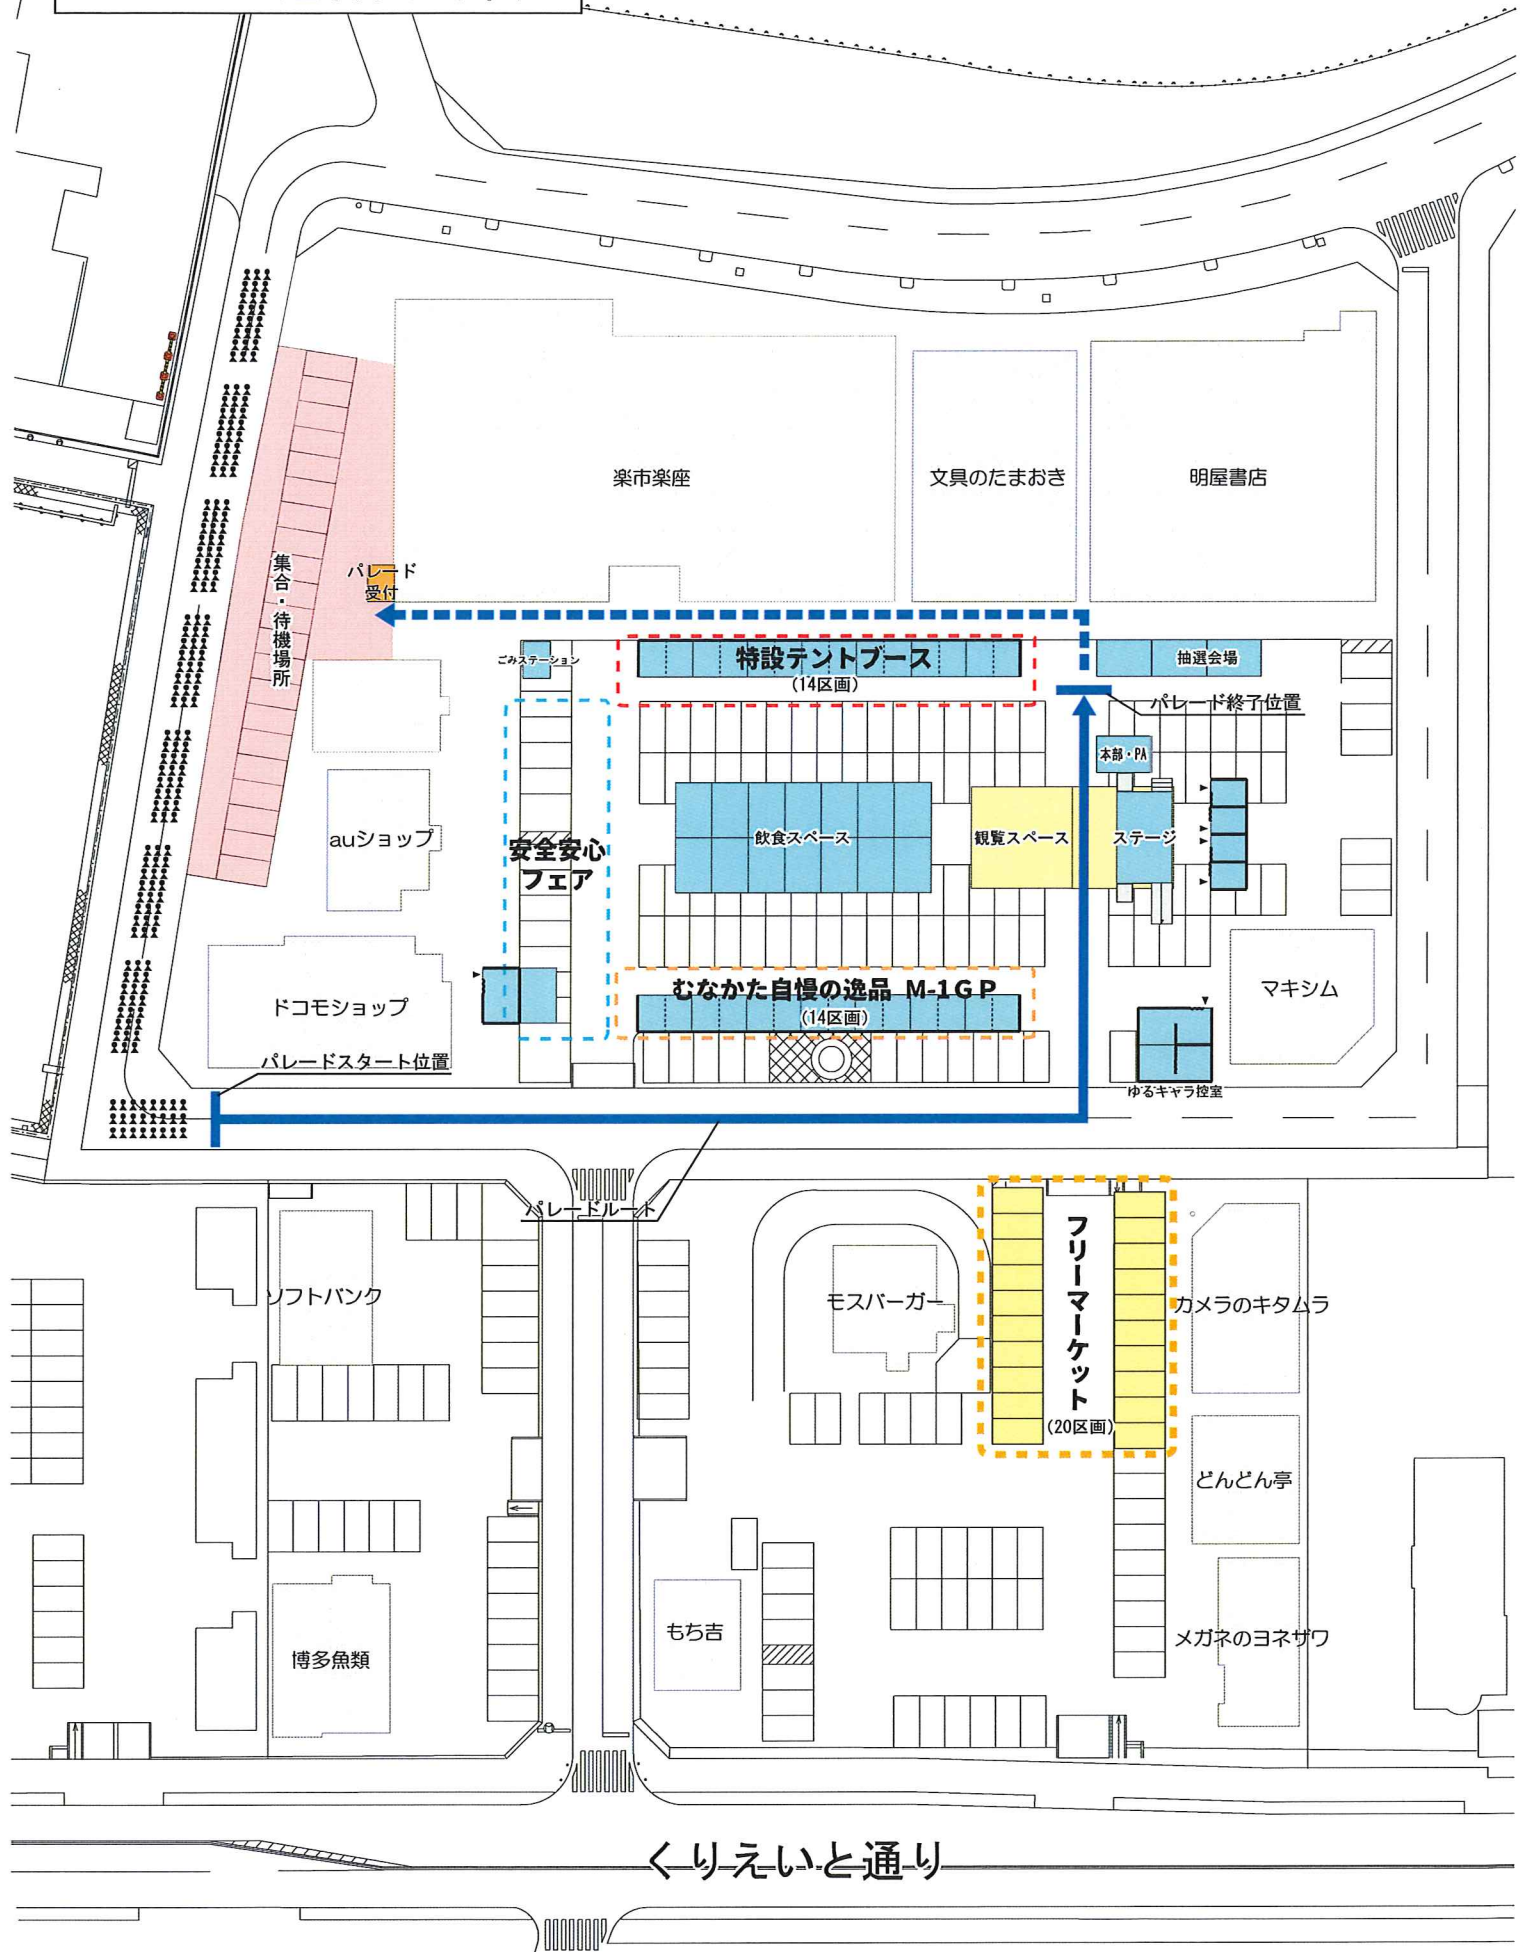 楽市楽座
文具のたまおき
明屋書店
集合・待機場所
パレード
受付
ごみステーション
特設テントブース
(14区画)
抽選会場
パレード終了位置
本部・PA
auショップ
安全安心
フェア
飲食スペース
観覧スペース
ステージ
ドコモショップ
むなかた自慢の逸品 M-1GP
(14区画)
マキシム
パレードスタート位置
ゆるキャラ控室
パレードルート
フリーマーケット
(20区画)
ソフトバンク
モスバーガー
カメラのキタムラ
どんどん亭
もち吉
メガネのヨネザワ
博多魚類
くりえいと通り